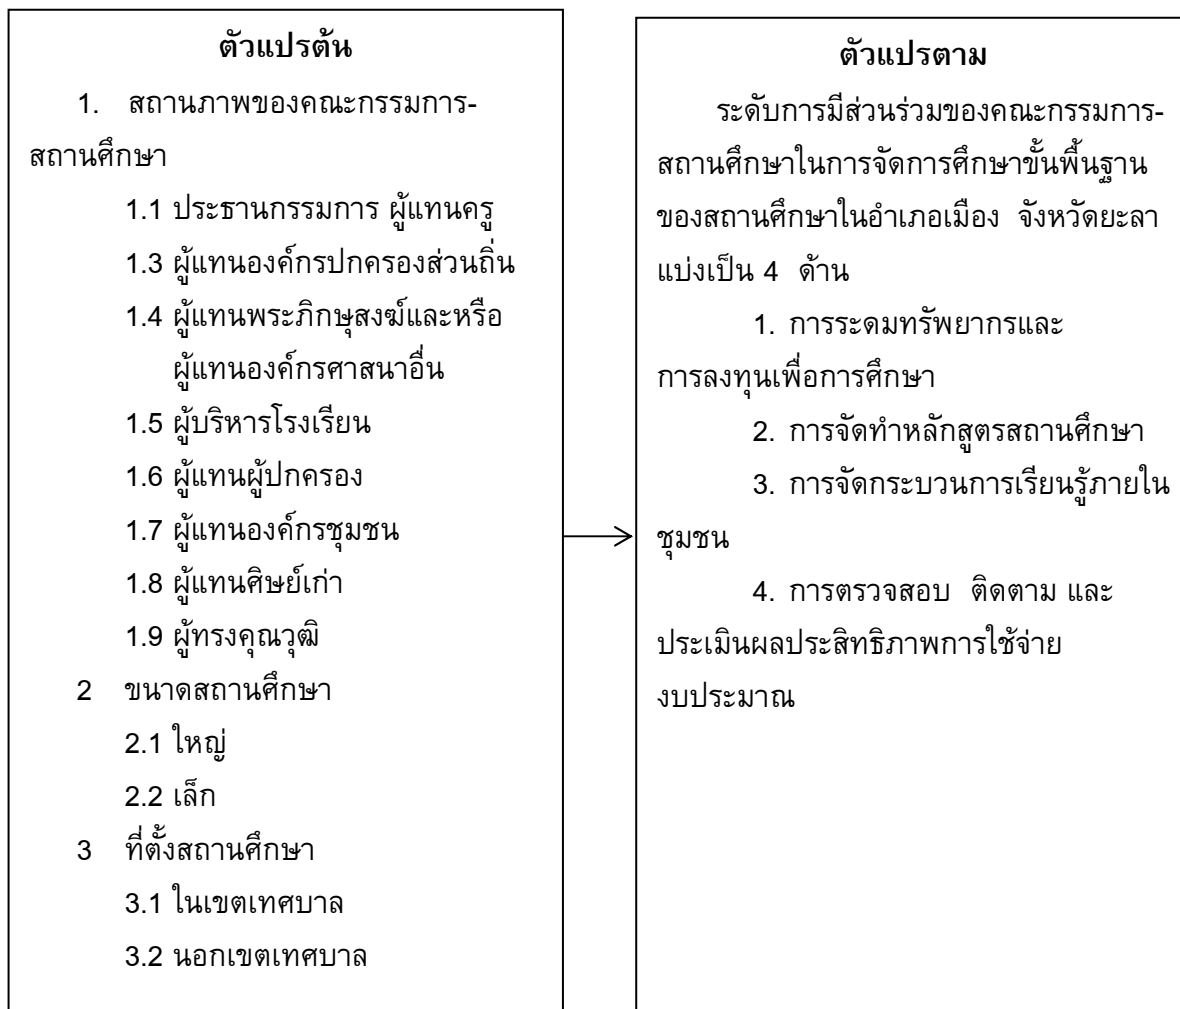 ตัวแปรต้น
1. สถานภาพของคณะกรรมการ-
สถานศึกษา
1.1 ประธานกรรมการ ผู้แทนครู
1.3 ผู้แทนองค์กรปกครองส่วนถิ่น
1.4 ผู้แทนพระภิกษุสงฆ์และหรือ
ผู้แทนองค์กรศาสนาอื่น
1.5 ผู้บริหารโรงเรียน
1.6 ผู้แทนผู้ปกครอง
1.7 ผู้แทนองค์กรชุมชน
1.8 ผู้แทนศิษย์เก่า
1.9 ผู้ทรงคุณวุฒิ
2 ขนาดสถานศึกษา
2.1 ใหญ่
2.2 เล็ก
3 ที่ตั้งสถานศึกษา
3.1 ในเขตเทศบาล
3.2 นอกเขตเทศบาล
ตัวแปรตาม
ระดับการมีส่วนร่วมของคณะกรรมการ-
สถานศึกษาในการจัดการศึกษาขั้นพื้นฐาน
ของสถานศึกษาในอำเภอเมือง จังหวัดยะลา
แบ่งเป็น 4 ด้าน
1. การระดมทรัพยากรและ
การลงทุนเพื่อการศึกษา
2. การจัดทำหลักสูตรสถานศึกษา
3. การจัดกระบวนการเรียนรู้ภายใน
ชุมชน
4. การตรวจสอบ ติดตาม และ
ประเมินผลประสิทธิภาพการใช้จ่าย
งบประมาณ